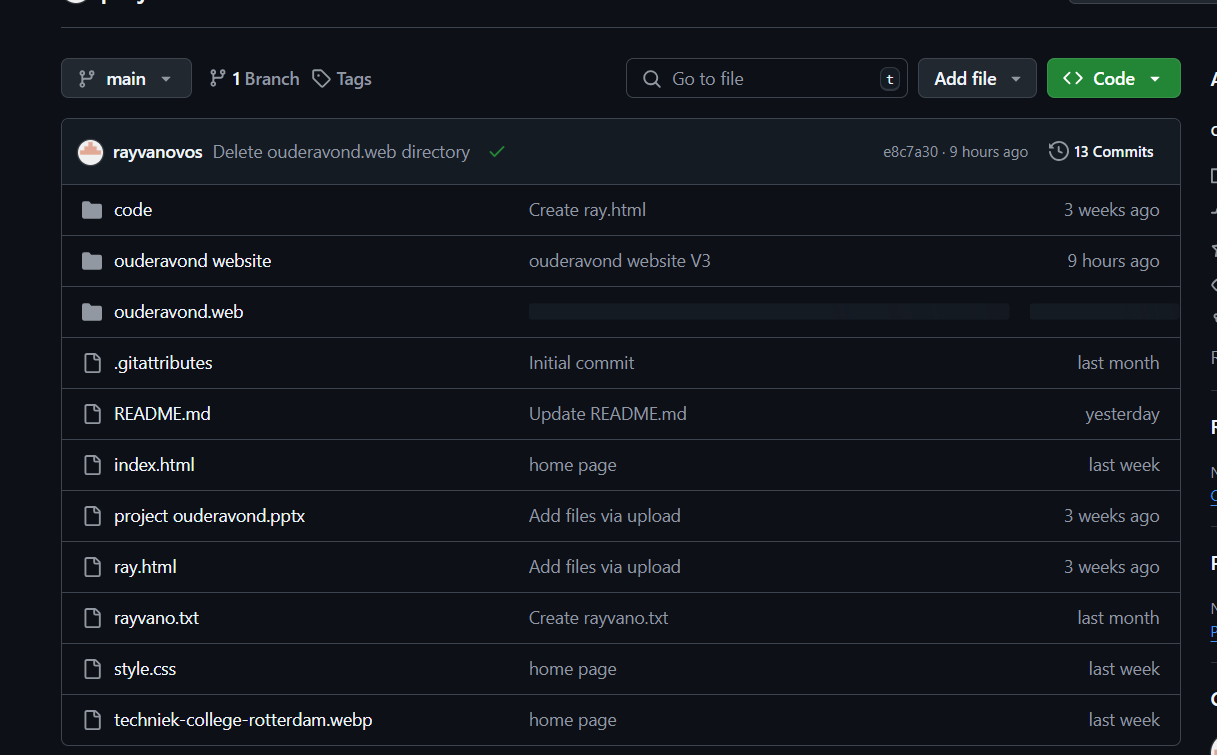 main 1 Branch Tags Go to file t Add file Code
rayvanovos Delete ouderavond.web directory e8c7a30 · 9 hours ago 13 Commits
code Create ray.html 3 weeks ago
ouderavond website ouderavond website V3 9 hours ago
ouderavond.web
.gitattributes Initial commit last month
README.md Update README.md yesterday
index.html home page last week
project ouderavond.pptx Add files via upload 3 weeks ago
ray.html Add files via upload 3 weeks ago
rayvano.txt Create rayvano.txt last month
style.css home page last week
techniek-college-rotterdam.webp home page last week